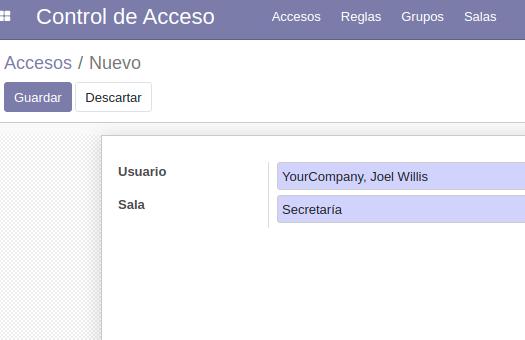 Control de Acceso Accesos Reglas Grupos Salas
Accesos / Nuevo
Guardar Descartar
Usuario YourCompany, Joel Willis
Sala Secretaría